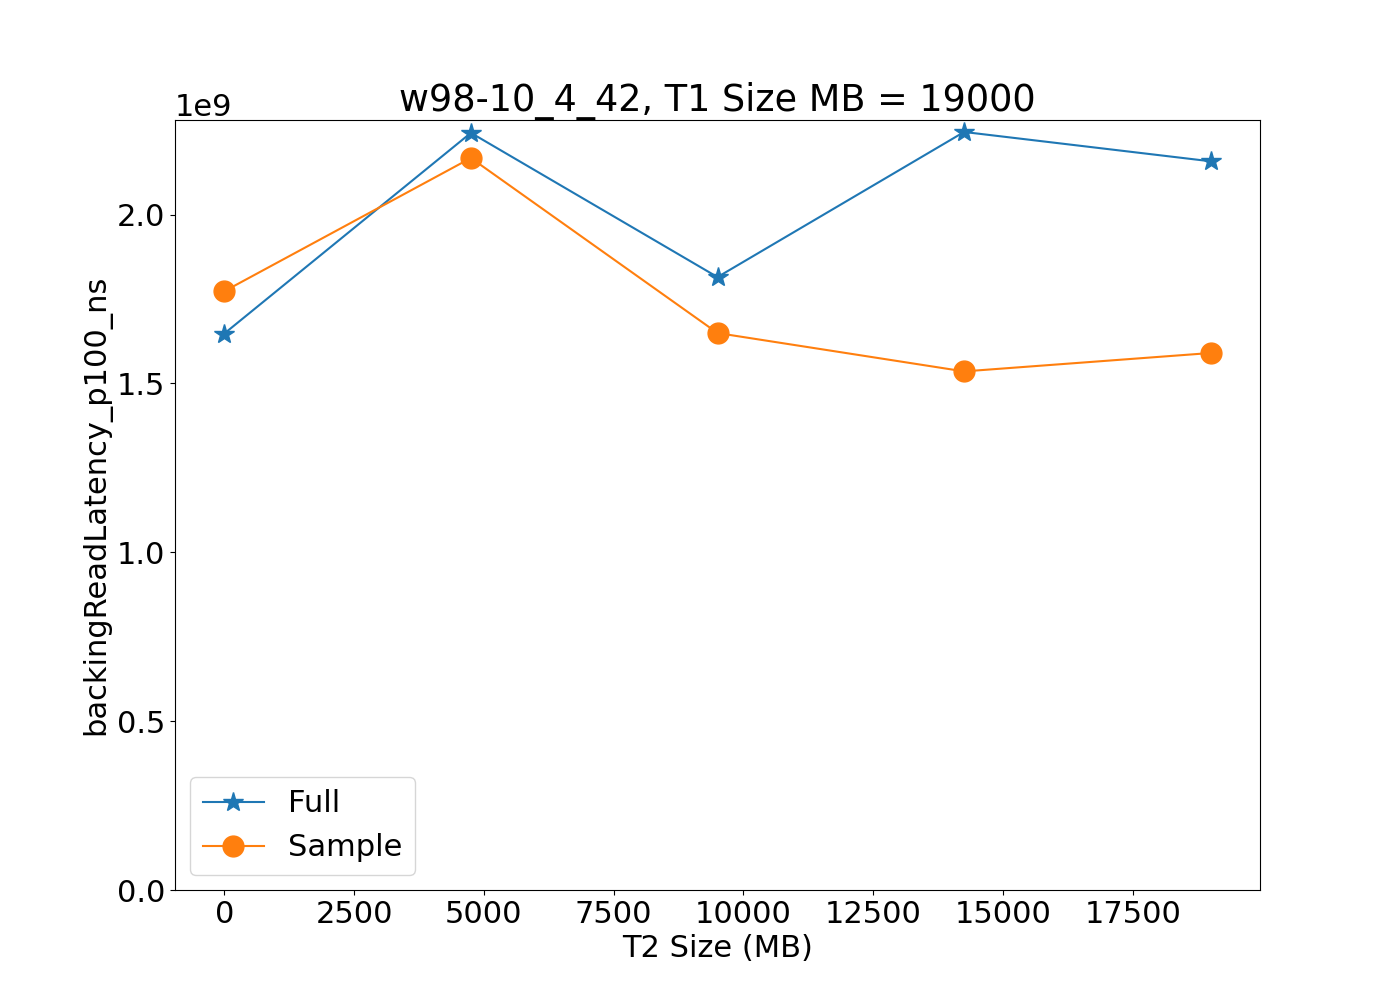 w98-10_4_42, T1 Size MB = 19000
1e9
backingReadLatency_p100_ns
2.0
1.5
1.0
0.5
0.0
Full
Sample
0 2500 5000 7500 10000 12500 15000 17500
T2 Size (MB)